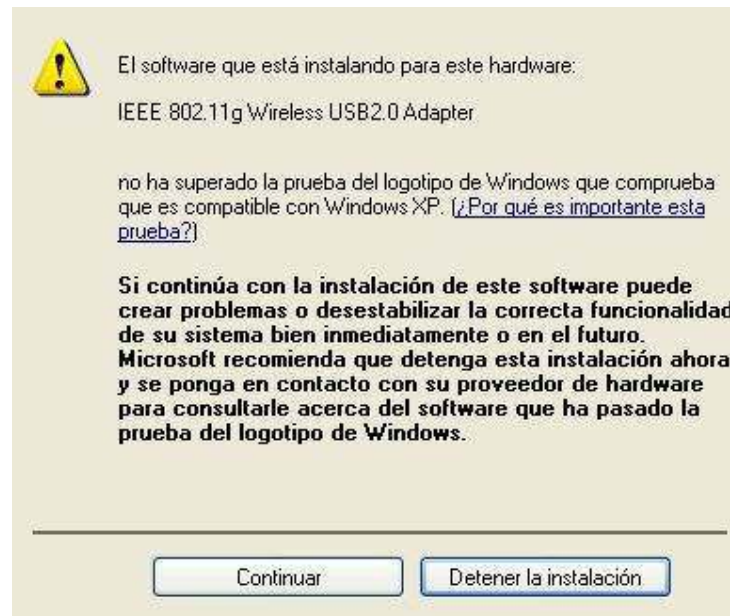 El software que está instalando para este hardware:
IEEE 802.11g Wireless USB2.0 Adapter
no ha superado la prueba del logotipo de Windows que comprueba
que es compatible con Windows XP. (¿Por qué es importante esta
prueba?)
Si continúa con la instalación de este software puede
crear problemas o desestabilizar la correcta funcionalidad
de su sistema bien inmediatamente o en el futuro.
Microsoft recomienda que detenga esta instalación ahora
y se ponga en contacto con su proveedor de hardware
para consultarle acerca del software que ha pasado la
prueba del logotipo de Windows.
Continuar
Detener la instalación